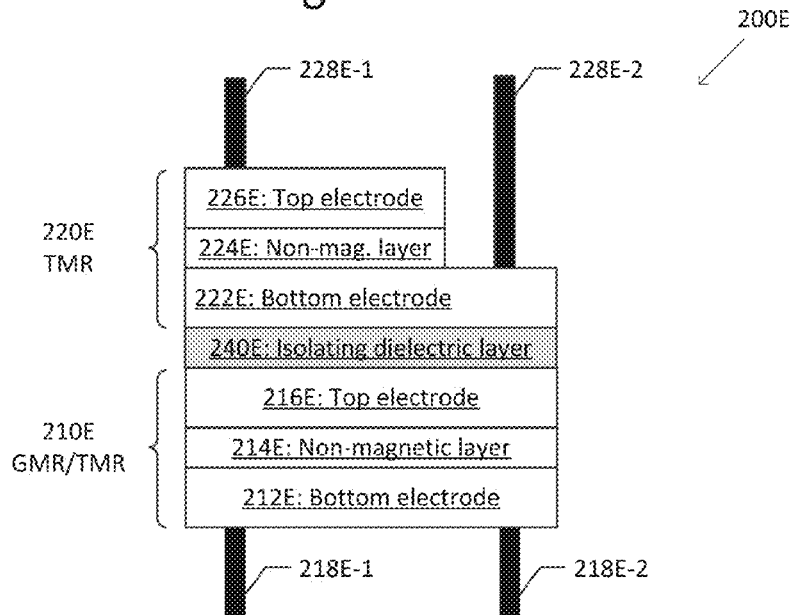 200E
228E-1
228E-2
226E: Top electrode
220E
TMR
224E: Non-mag. layer
222E: Bottom electrode
240E: Isolating dielectric layer
216E: Top electrode
210E
GMR/TMR
214E: Non-magnetic layer
212E: Bottom electrode
218E-1
218E-2